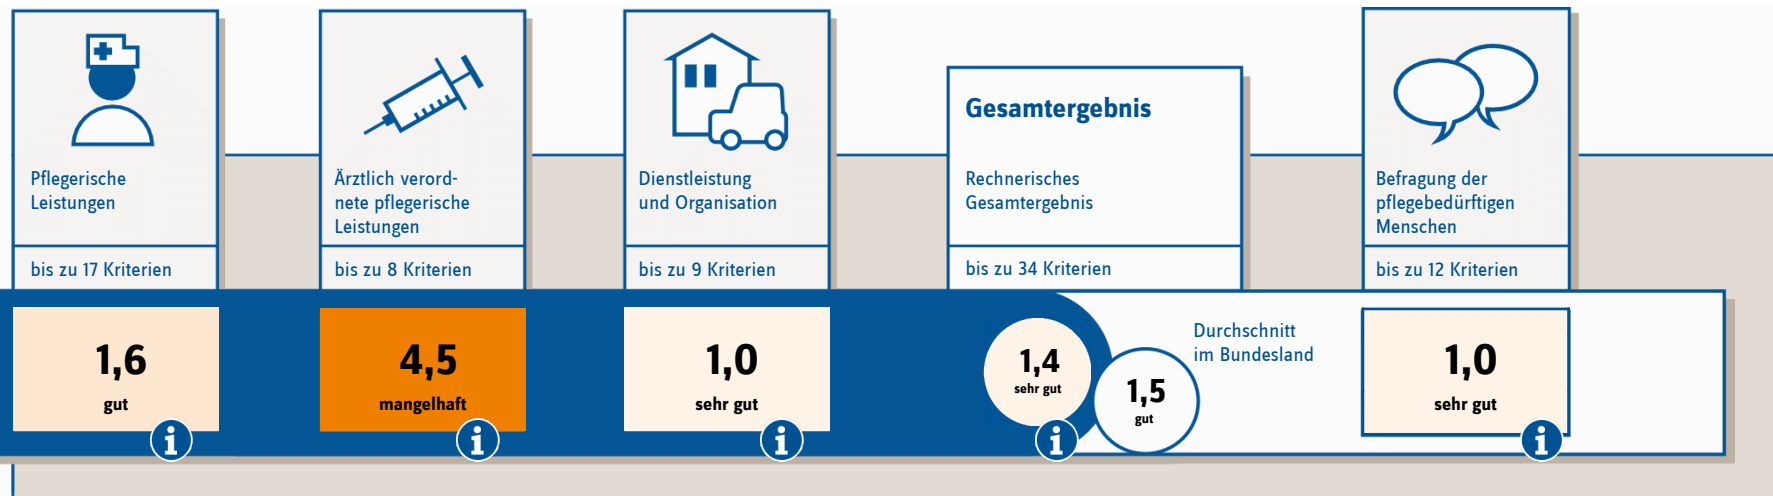 Pflegerische
Leistungen
bis zu 17 Kriterien
1,6
gut
i
Ärztlich verord-
nete pflegerische
Leistungen
bis zu 8 Kriterien
4,5
mangelhaft
i
Dienstleistung
und Organisation
bis zu 9 Kriterien
1,0
sehr gut
i
Gesamtergebnis
Rechnerisches
Gesamtergebnis
bis zu 34 Kriterien
1,4
sehr gut
i
1,5
gut
Durchschnitt
im Bundesland
Befragung der
pflegebedürftigen
Menschen
bis zu 12 Kriterien
1,0
sehr gut
i